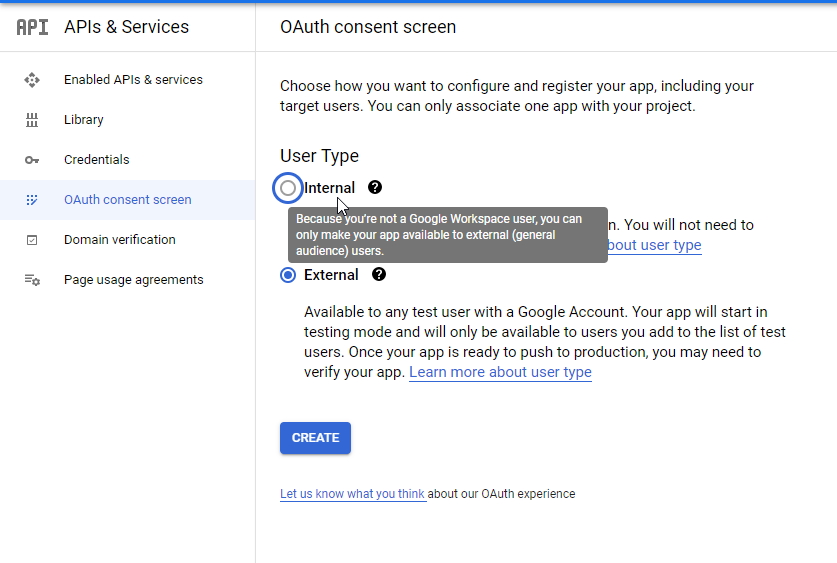 API APIs & Services
OAuth consent screen
Enabled APIs & services
Library
Credentials
OAuth consent screen
Domain verification
Page usage agreements
Choose how you want to configure and register your app, including your
target users. You can only associate one app with your project.
User Type
Internal ?
Because you're not a Google Workspace user, you can
only make your app available to external (general
audience) users.
n. You will not need to
bout user type
External ?
Available to any test user with a Google Account. Your app will start in
testing mode and will only be available to users you add to the list of test
users. Once your app is ready to push to production, you may need to
verify your app. Learn more about user type
CREATE
Let us know what you think about our OAuth experience